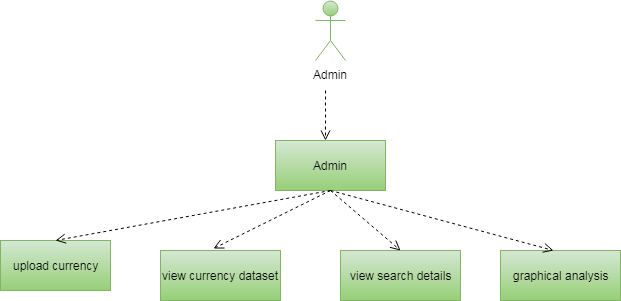 Admin
Admin
upload currency
view currency dataset
view search details
graphical analysis